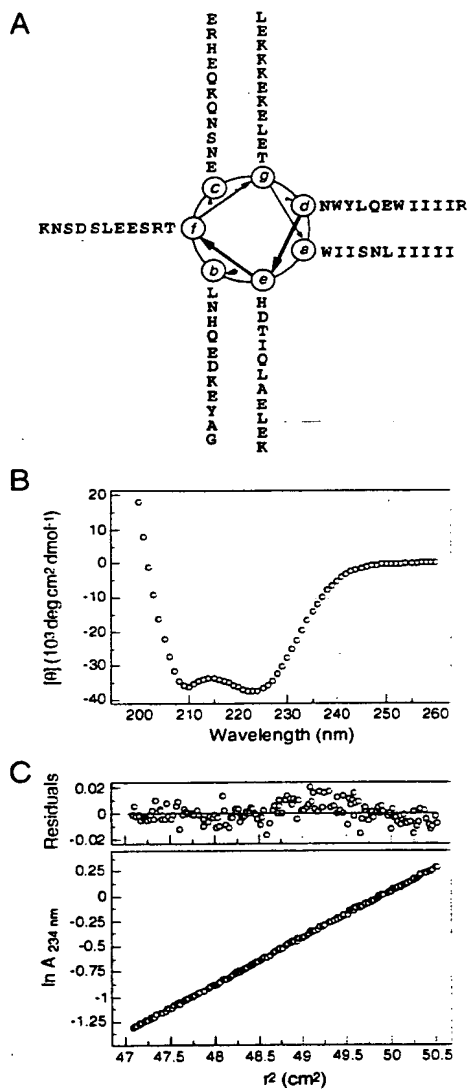 A
ERHEQKQNSNE
LEKKKEKELET
c
g
d
NWYLQEWIIIIR
KNSDSLEESRT
f
a
WIISNLIIIII
b
e
LNHQEDKEYAG
HDTIQLAELEK
B
[θ] (10³ deg cm² dmol⁻¹)
20
10
0
-10
-20
-30
-40
200 210 220 230 240 250 260
Wavelength (nm)
C
Residuals
0.02
0
-0.02
ln A 234 nm
0.25
0
-0.25
-0.5
-0.75
-1
-1.25
47 47.5 48 48.5 49 49.5 50 50.5
r² (cm²)